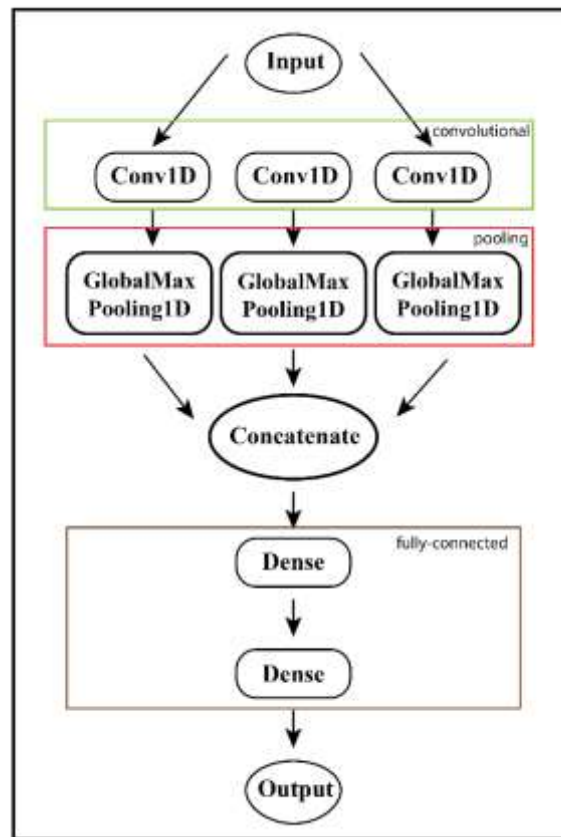 Input
convolutional
Conv1D
Conv1D
Conv1D
pooling
GlobalMax
Pooling1D
GlobalMax
Pooling1D
GlobalMax
Pooling1D
Concatenate
fully-connected
Dense
Dense
Output